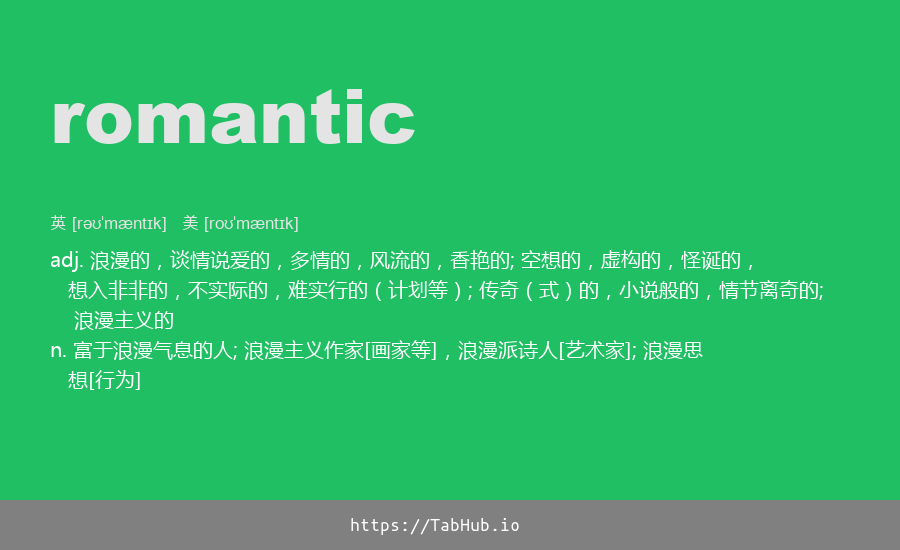 romantic
英 [rəʊˈmæntɪk]   美 [roʊˈmæntɪk]
adj. 浪漫的，谈情说爱的，多情的，风流的，香艳的; 空想的，虚构的，怪诞的，
想入非非的，不实际的，难实行的（计划等）; 传奇（式）的，小说般的，情节离奇的;
浪漫主义的
n. 富于浪漫气息的人; 浪漫主义作家[画家等]，浪漫派诗人[艺术家]; 浪漫思
想[行为]
https://TabHub.io